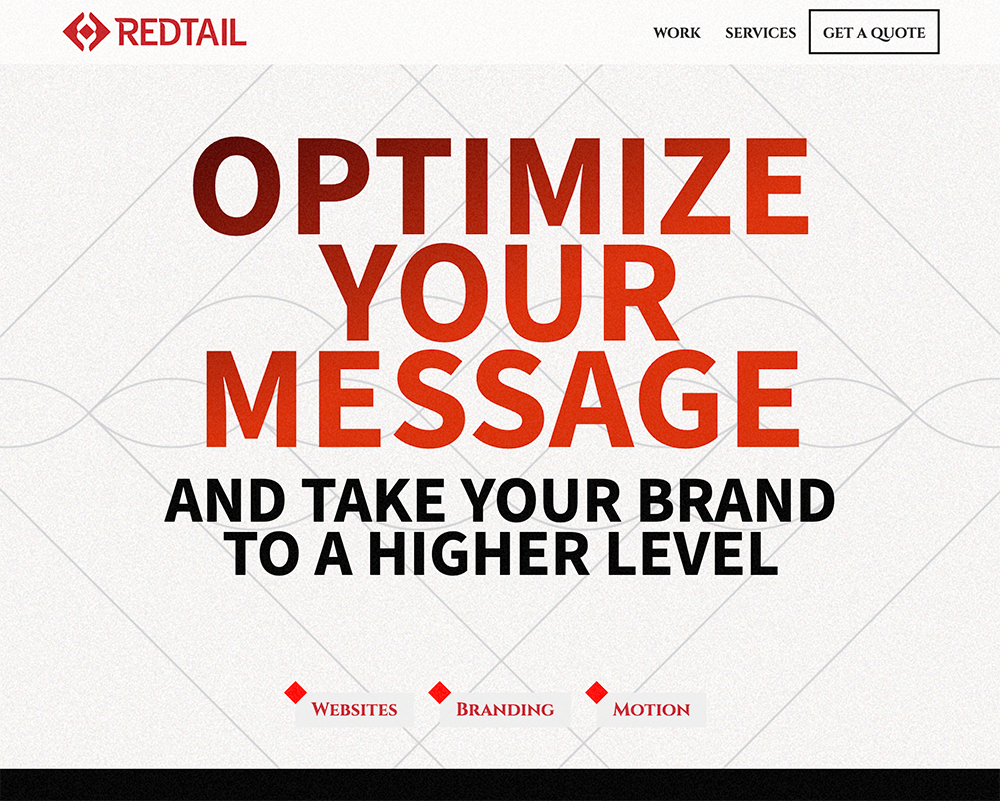 REDTAIL
WORK SERVICES GET A QUOTE
OPTIMIZE
YOUR
MESSAGE
AND TAKE YOUR BRAND
TO A HIGHER LEVEL
Websites Branding Motion